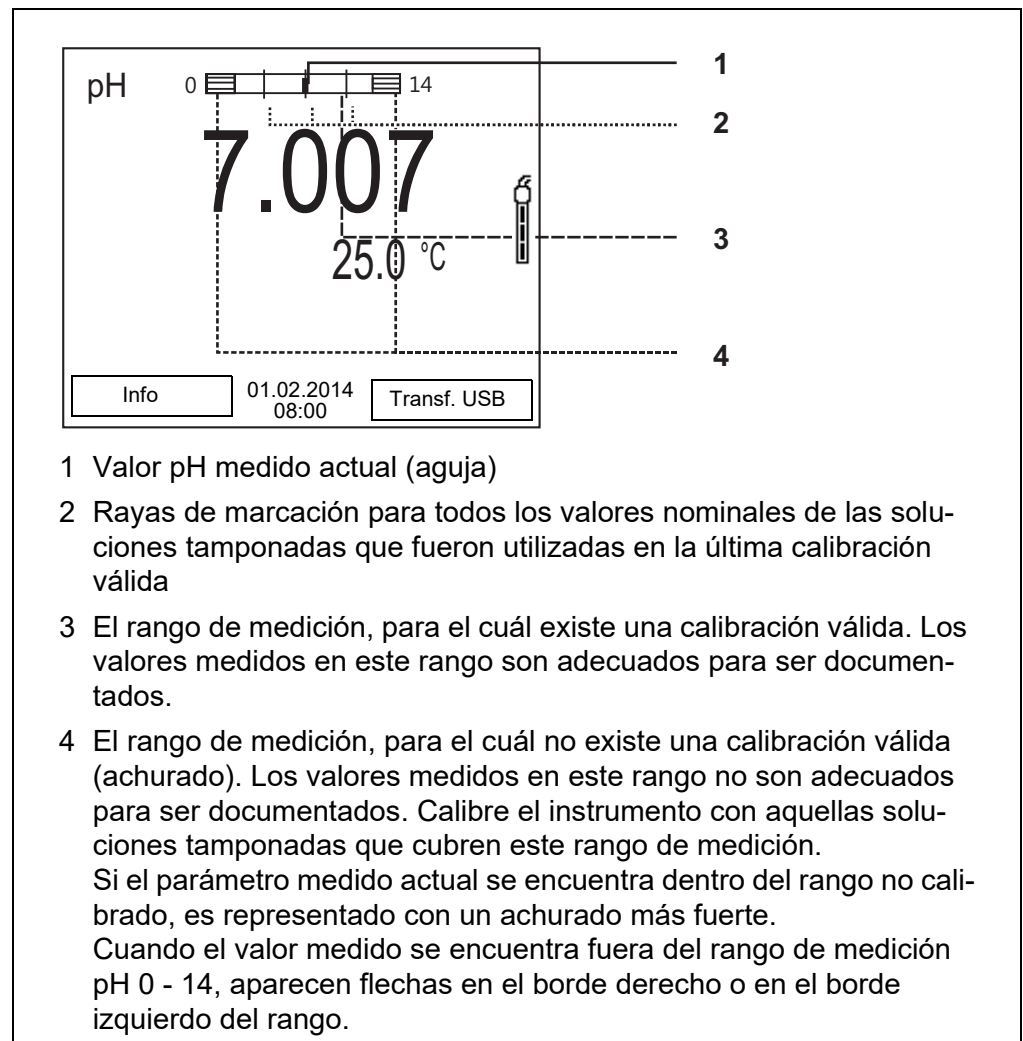 pH 0 14 1
2
7.007
3
25.0 °C
4
Info 01.02.2014 Transf. USB
08:00
1 Valor pH medido actual (aguja)
2 Rayas de marcación para todos los valores nominales de las solu-
ciones tamponadas que fueron utilizadas en la última calibración
válida
3 El rango de medición, para el cuál existe una calibración válida. Los
valores medidos en este rango son adecuados para ser documen-
tados.
4 El rango de medición, para el cuál no existe una calibración válida
(achurado). Los valores medidos en este rango no son adecuados
para ser documentados. Calibre el instrumento con aquellas solu-
ciones tamponadas que cubren este rango de medición.
Si el parámetro medido actual se encuentra dentro del rango no cali-
brado, es representado con un achurado más fuerte.
Cuando el valor medido se encuentra fuera del rango de medición
pH 0 - 14, aparecen flechas en el borde derecho o en el borde
izquierdo del rango.